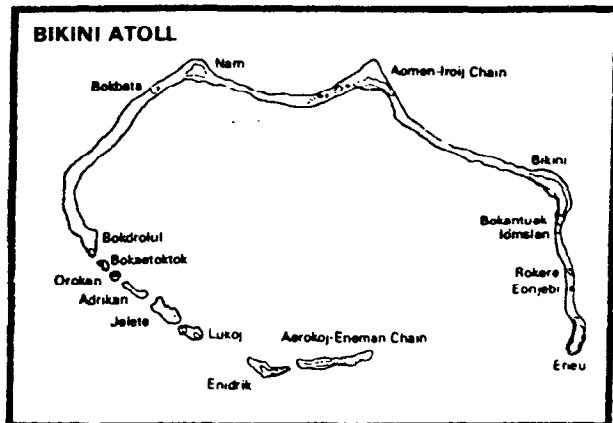 BIKINI ATOLL
Nam
Bokbata
Aomen-Iroij Chain
Bikini
Bokantuak
Iomslan
Bokdrolul
Bokaetoktok
Orokan
Adrikan
Jelete
Lukoj
Rokere
Eonjebi
Aerokoj-Eneman Chain
Enidrik
Eneu